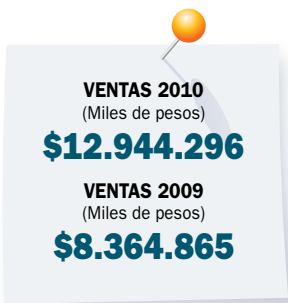 VENTAS 2010
(Miles de pesos)
$12.944.296
VENTAS 2009
(Miles de pesos)
$8.364.865